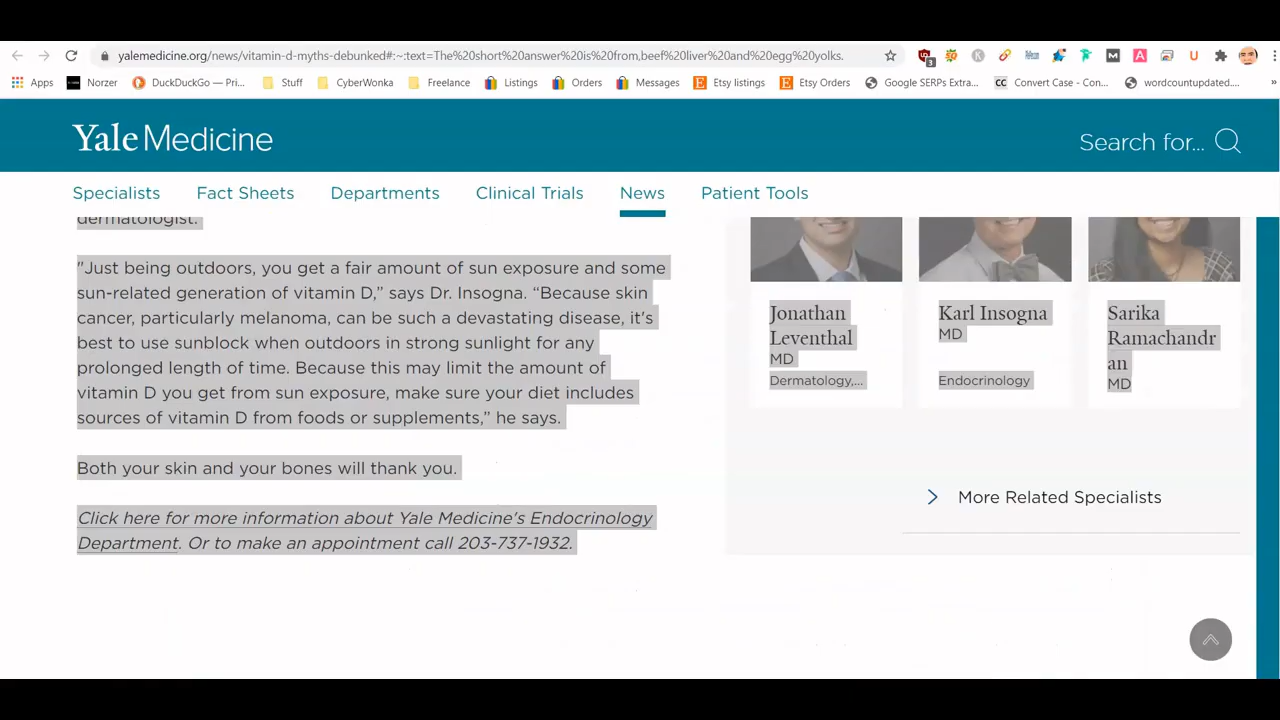 yalemedicine.org/news/vitamin-d-myths-debunked#:~:text=The%20short%20answer%20is%20from,beef%20liver%20and%20egg%20yolks.
3
Apps Norzer DuckDuckGo — Pri... Stuff CyberWonka Freelance Listings Orders Messages Etsy listings Etsy Orders Google SERPs Extra... CC Convert Case - Con... wordcountupdated.... »
Yale Medicine
Search for...
Specialists Fact Sheets Departments Clinical Trials News Patient Tools
dermatologist.
"Just being outdoors, you get a fair amount of sun exposure and some
sun-related generation of vitamin D,” says Dr. Insogna. “Because skin
cancer, particularly melanoma, can be such a devastating disease, it's
best to use sunblock when outdoors in strong sunlight for any
prolonged length of time. Because this may limit the amount of
vitamin D you get from sun exposure, make sure your diet includes
sources of vitamin D from foods or supplements,” he says.
Both your skin and your bones will thank you.
Click here for more information about Yale Medicine's Endocrinology
Department. Or to make an appointment call 203-737-1932.
Jonathan
Leventhal
MD
Dermatology,...
Karl Insogna
MD
Endocrinology
Sarika
Ramachandr
an
MD
More Related Specialists